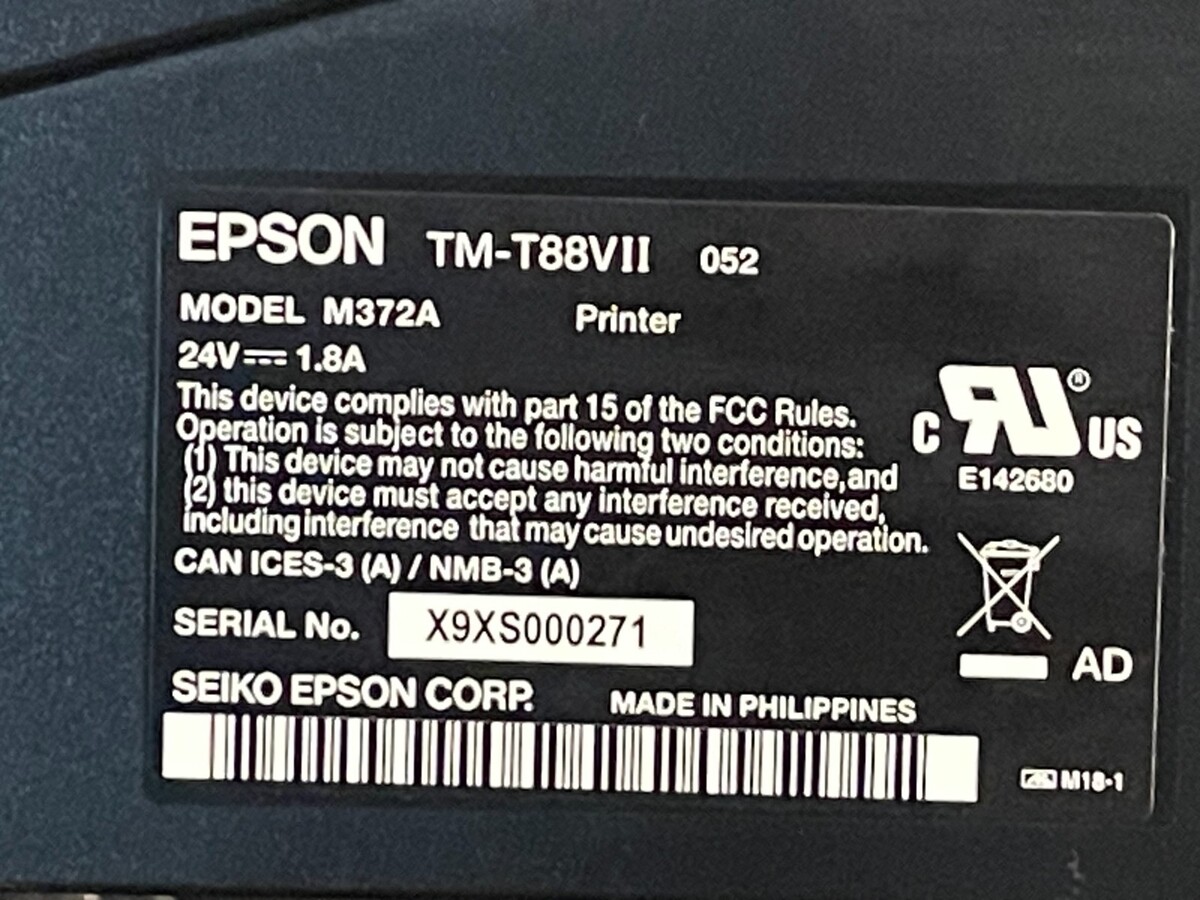 EPSON TM-T88VII 052
MODEL M372A Printer
24V⎓1.8A
This device complies with part 15 of the FCC Rules.
Operation is subject to the following two conditions:
(1) This device may not cause harmful interference,and
(2) this device must accept any interference received,
including interference that may cause undesired operation.
C RU® US
E142680
CAN ICES-3 (A) / NMB-3 (A)
SERIAL No. X9XS000271
AD
SEIKO EPSON CORP. MADE IN PHILIPPINES
M18-1